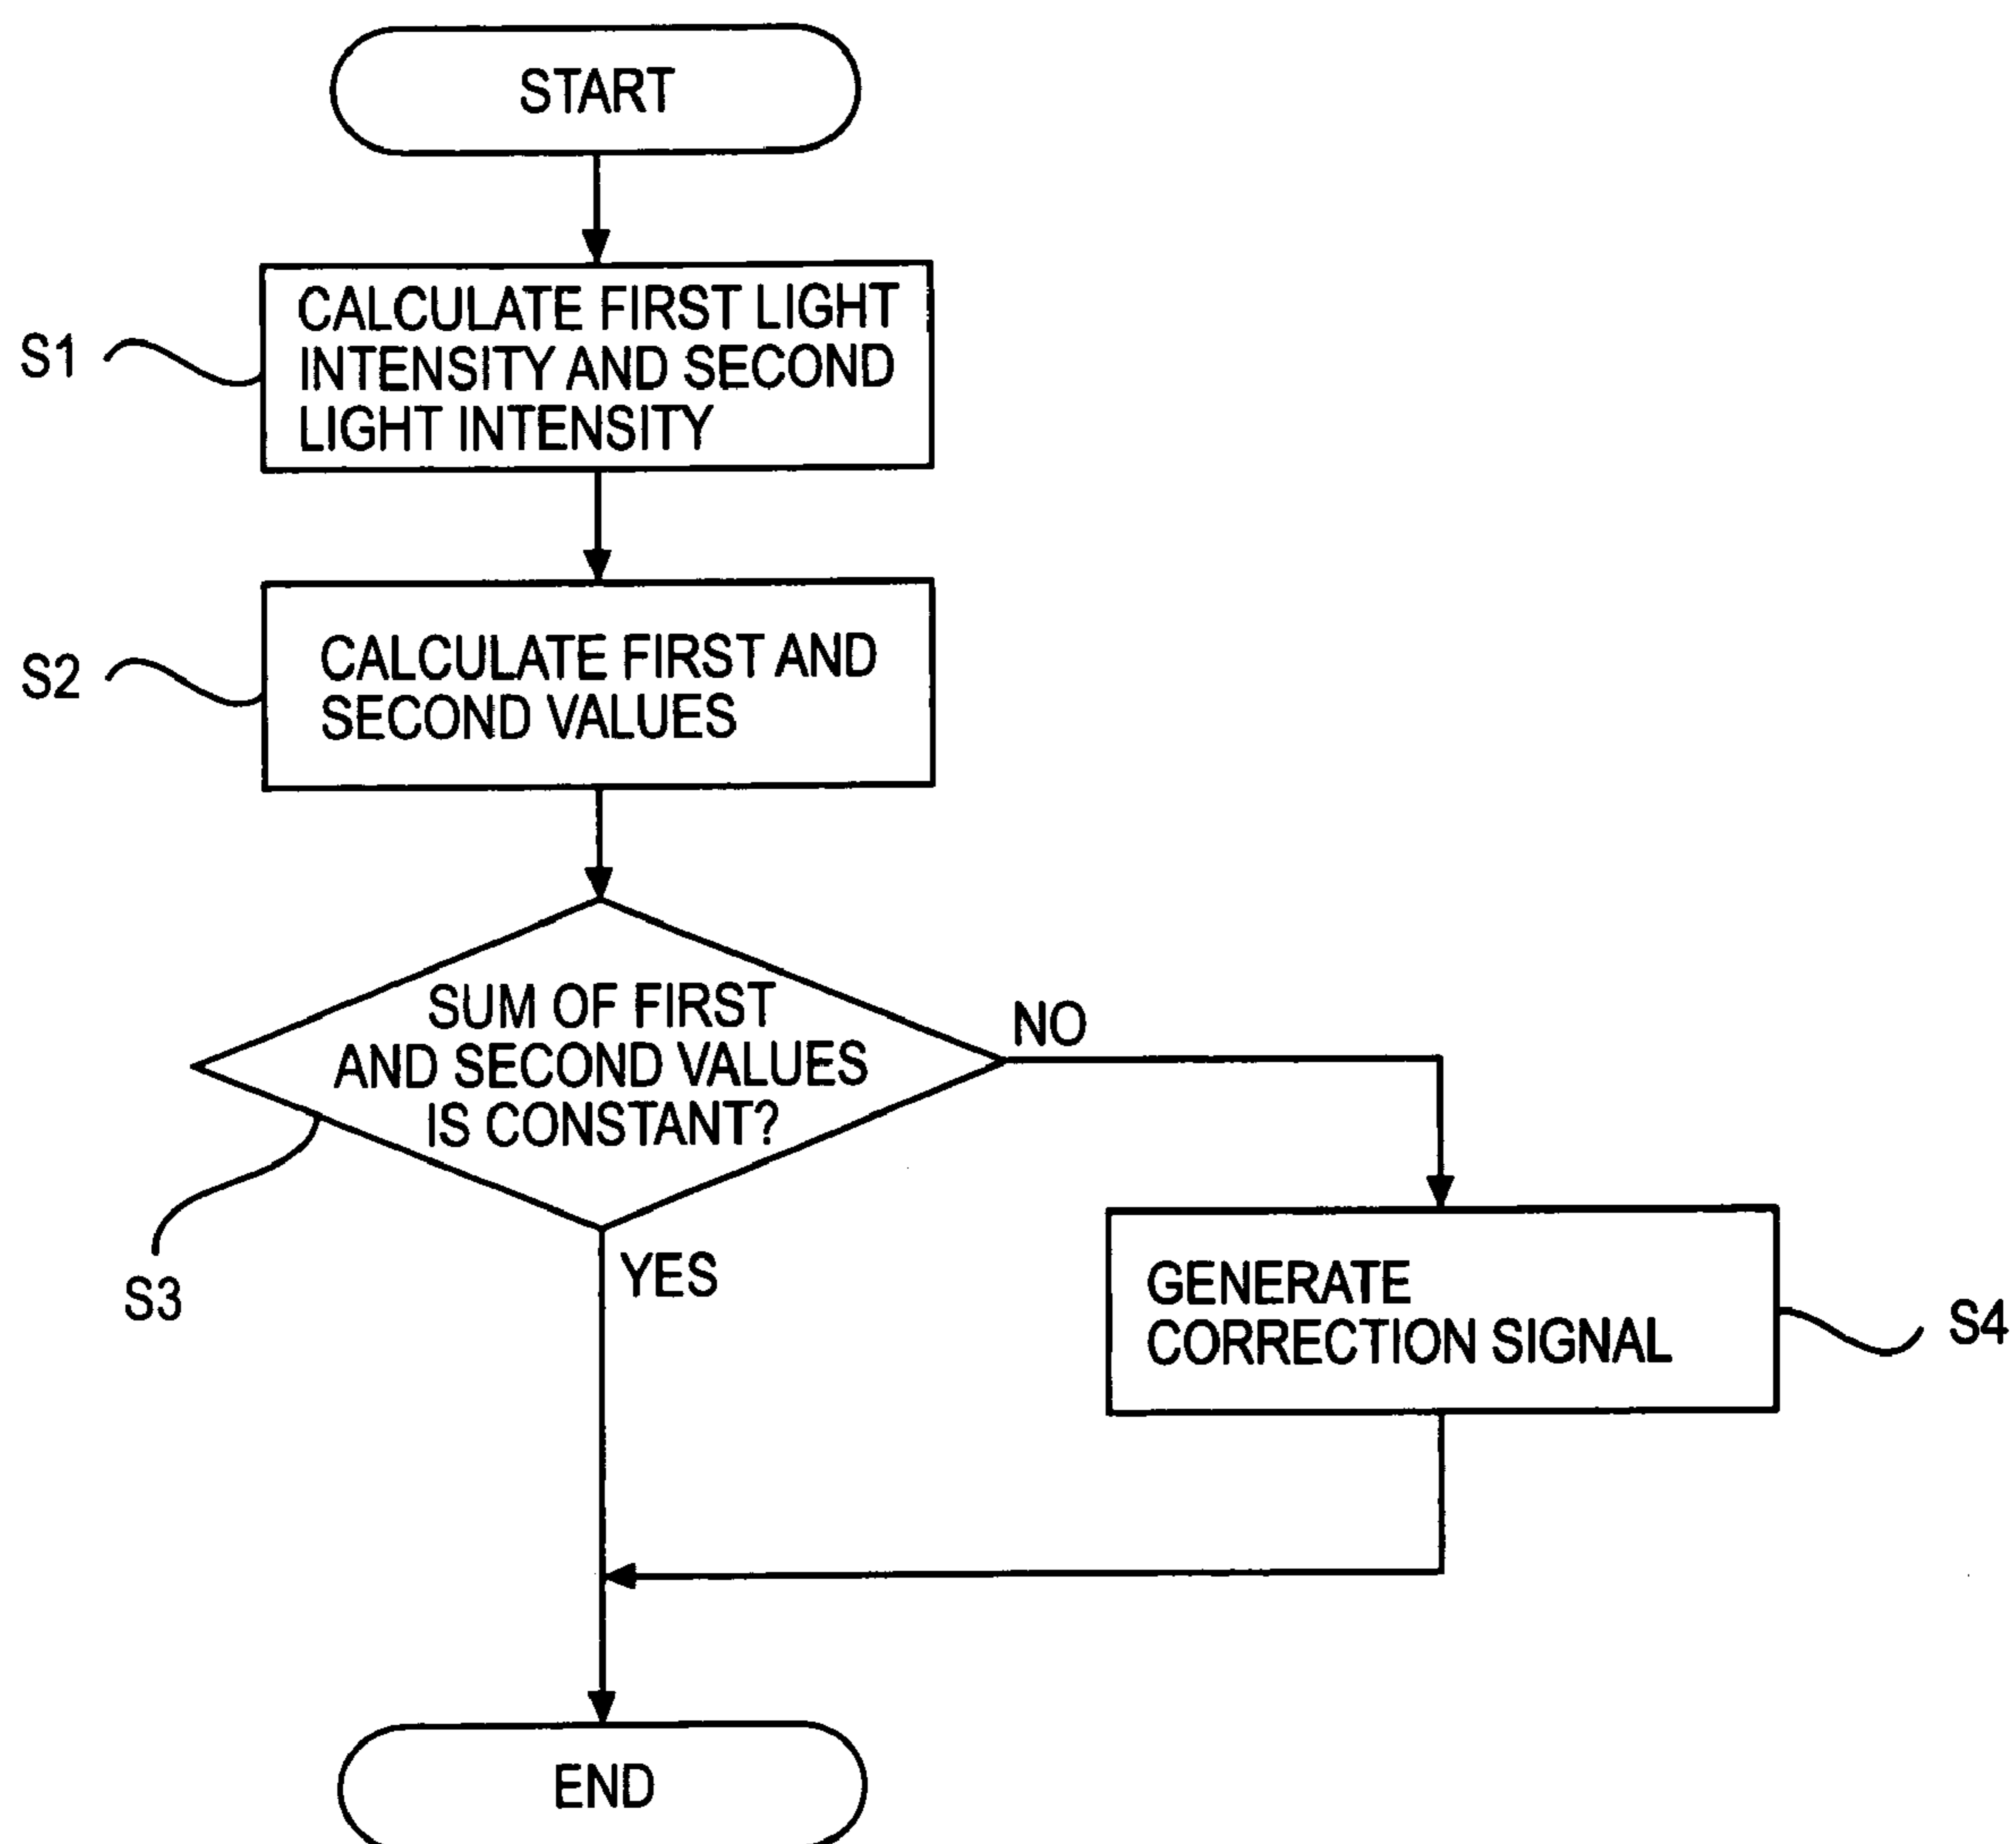 START
S1
CALCULATE FIRST LIGHT
INTENSITY AND SECOND
LIGHT INTENSITY
S2
CALCULATE FIRST AND
SECOND VALUES
SUM OF FIRST
AND SECOND VALUES
IS CONSTANT?
NO
S3
YES
GENERATE
CORRECTION SIGNAL
S4
END